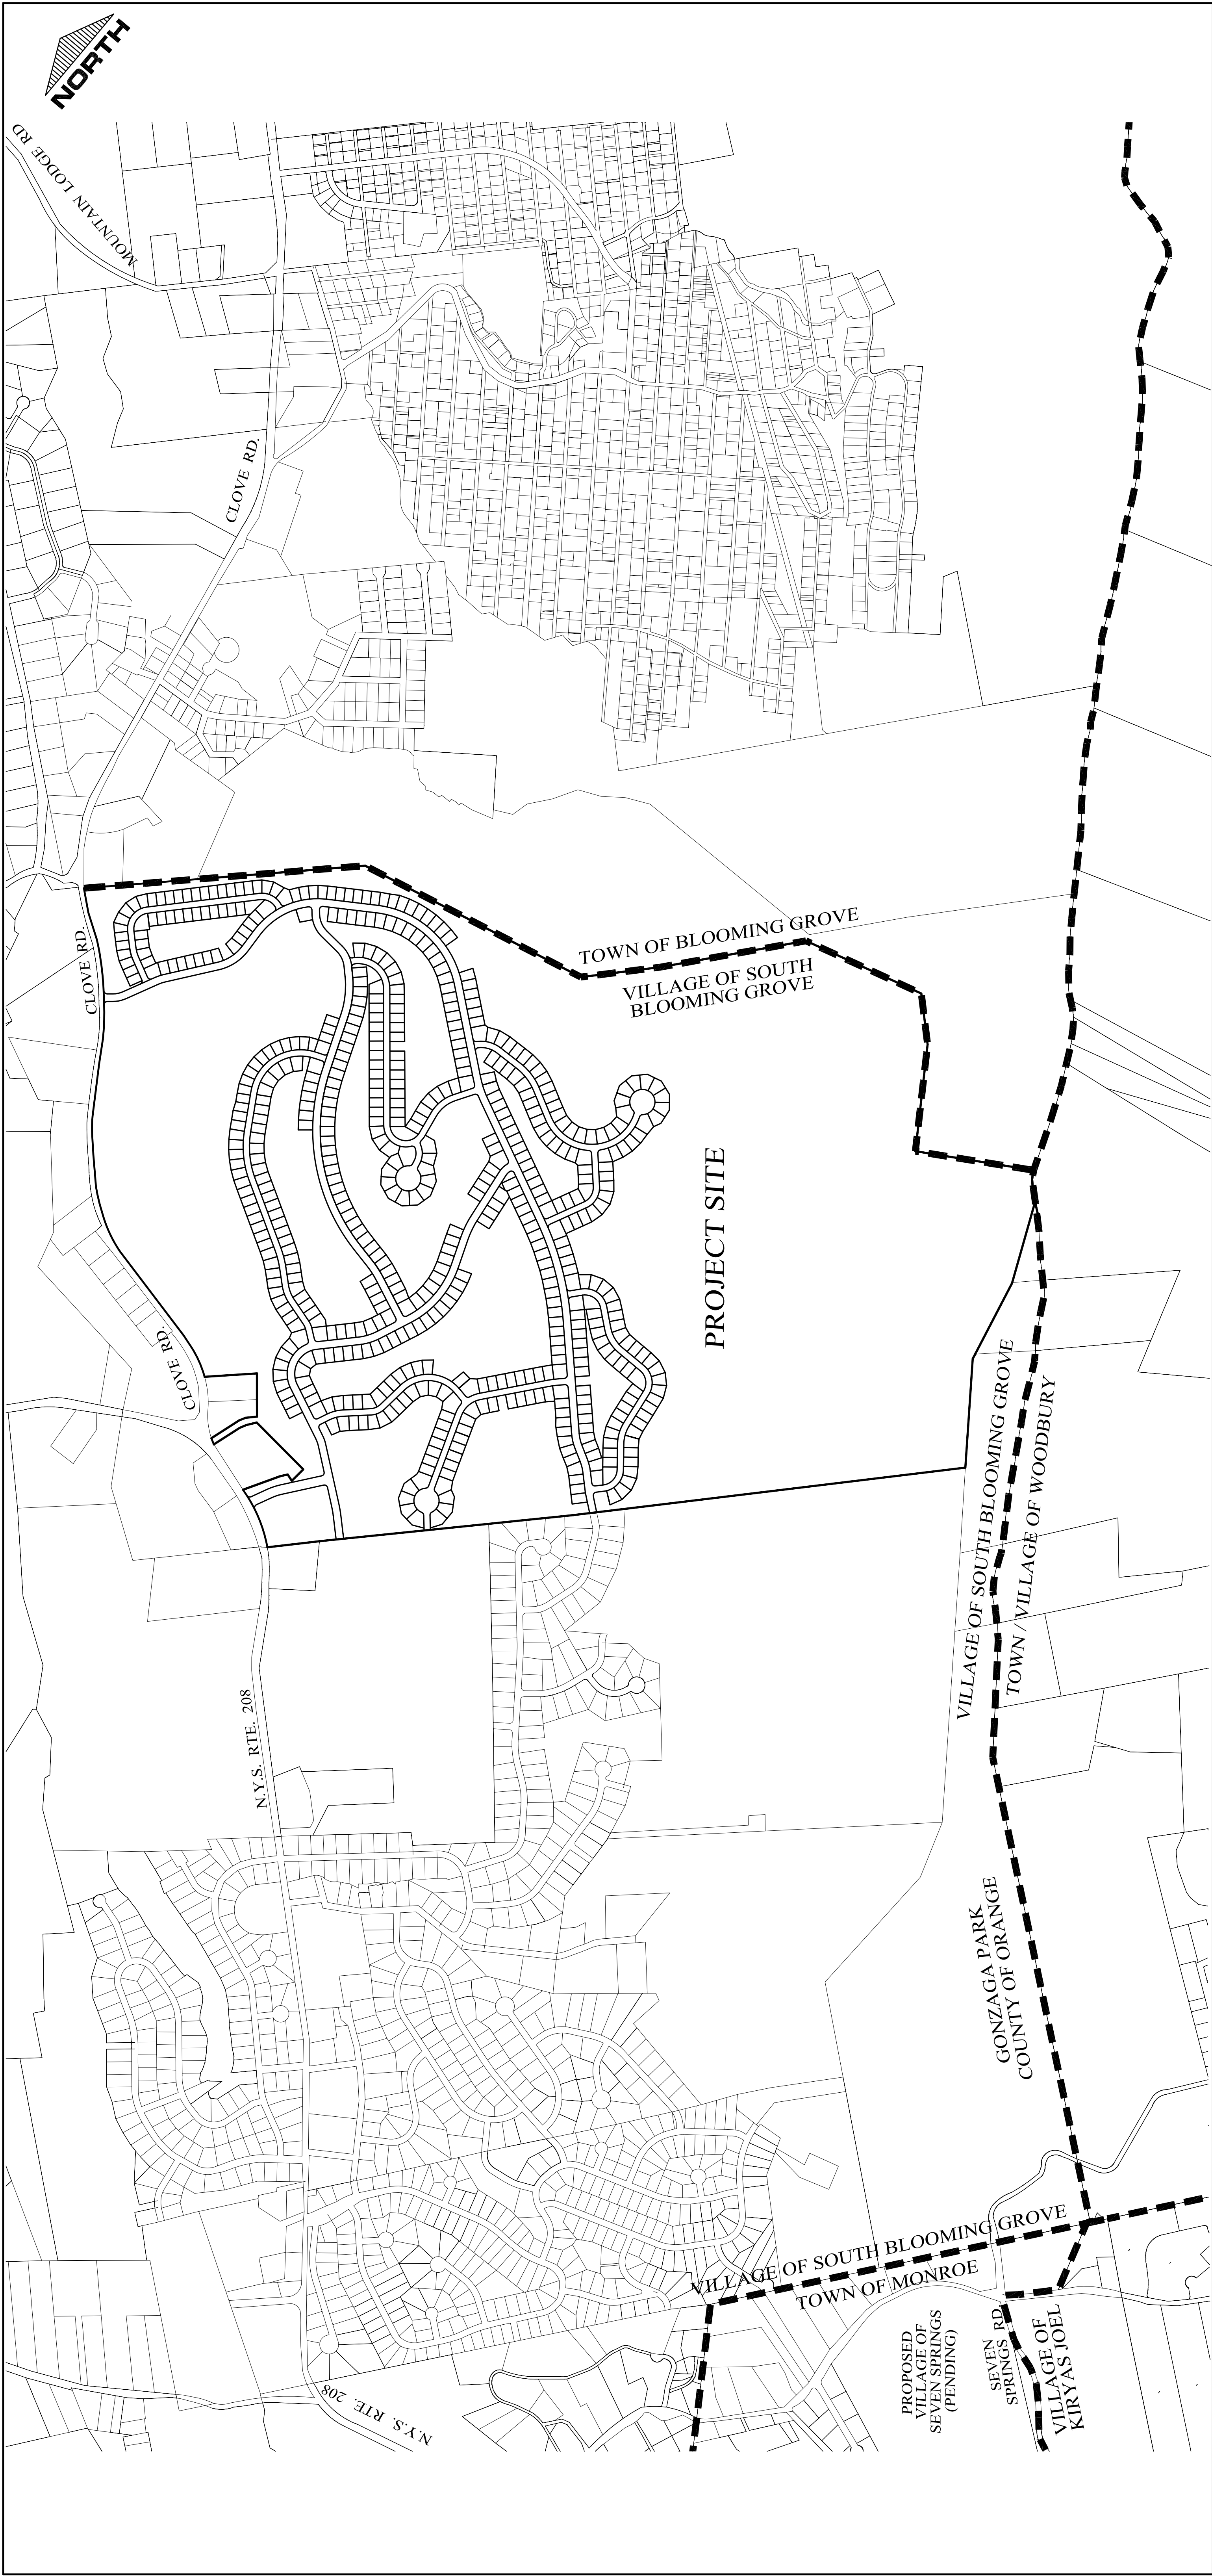 NORTH
MOUNTAIN LODGE RD
CLOVE RD.
TOWN OF BLOOMING GROVE
VILLAGE OF SOUTH
BLOOMING GROVE
CLOVE RD.
PROJECT SITE
CLOVE RD.
VILLAGE OF SOUTH BLOOMING GROVE
TOWN / VILLAGE OF WOODBURY
N.Y.S. RTE. 208
GONZAGA PARK
COUNTY OF ORANGE
VILLAGE OF SOUTH BLOOMING GROVE
TOWN OF MONROE
PROPOSED
VILLAGE OF
SEVEN SPRINGS
(PENDING)
SEVEN
SPRINGS RD.
VILLAGE OF
KIRYAS JOEL
N.Y.S. RTE. 208